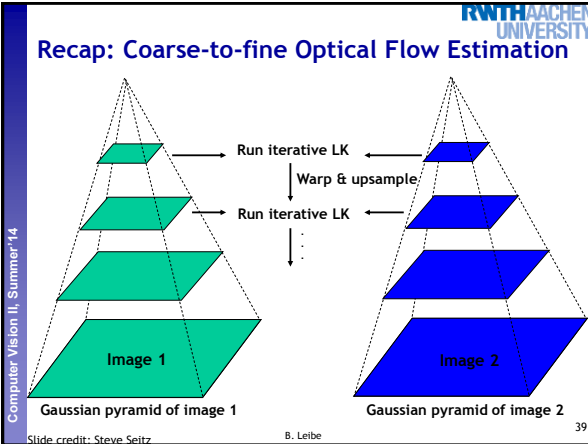 RWTHAACHEN
UNIVERSITY
Recap: Coarse-to-fine Optical Flow Estimation
Run iterative LK
Warp & upsample
Run iterative LK
.
.
.
Image 1
Image 2
Gaussian pyramid of image 1
Gaussian pyramid of image 2
Computer Vision II, Summer'14
Slide credit: Steve Seitz
B. Leibe
39